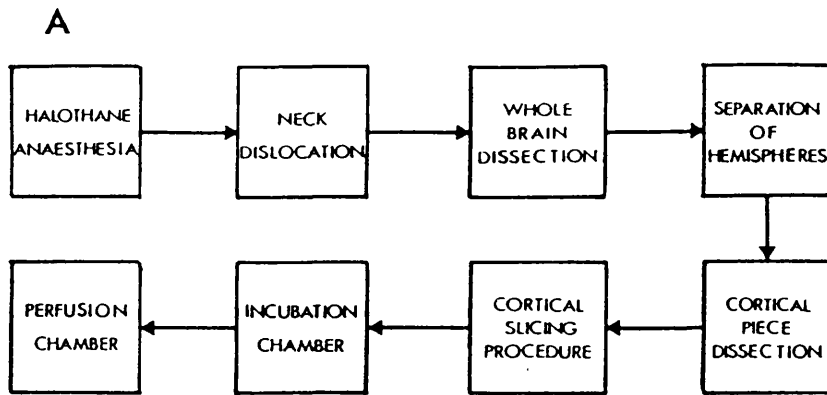 A
HALOTHANE
ANAESTHESIA
NECK
DISLOCATION
WHOLE
BRAIN
DISSECTION
SEPARATION
OF
HEMISPHERES
CORTICAL
PIECE
DISSECTION
CORTICAL
SLICING
PROCEDURE
INCUBATION
CHAMBER
PERFUSION
CHAMBER